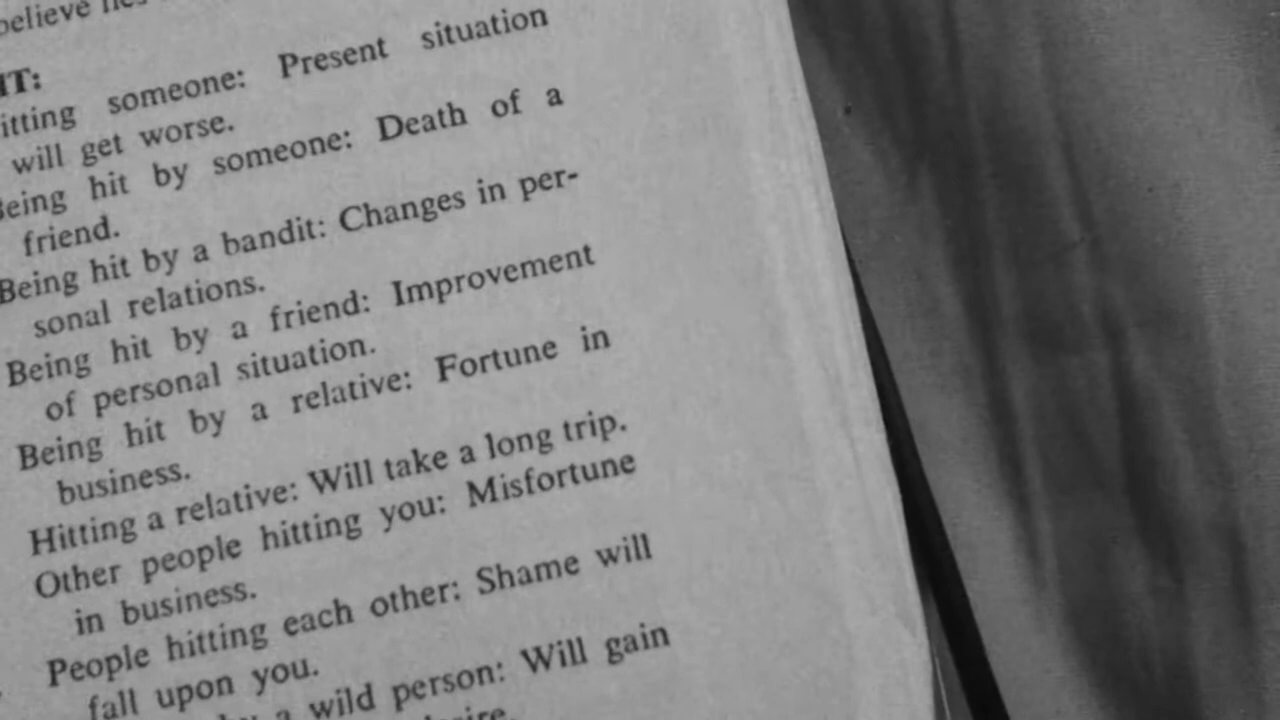 believe lies
IT:
itting someone: Present situation
will get worse.
Being hit by someone: Death of a
friend.
Being hit by a bandit: Changes in per-
sonal relations.
Being hit by a friend: Improvement
of personal situation.
Being hit by a relative: Fortune in
business.
Hitting a relative: Will take a long trip.
Other people hitting you: Misfortune
in business.
People hitting each other: Shame will
fall upon you.
by a wild person: Will gain
desire.